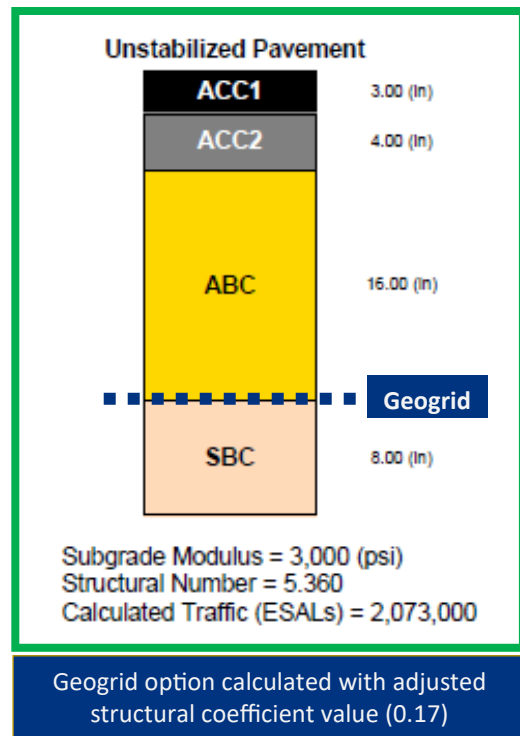 Unstabilized Pavement
ACC1 3.00 (in)
ACC2 4.00 (in)
ABC 16.00 (in)
Geogrid
SBC 8.00 (in)
Subgrade Modulus = 3,000 (psi)
Structural Number = 5.360
Calculated Traffic (ESALs) = 2,073,000
Geogrid option calculated with adjusted
structural coefficient value (0.17)